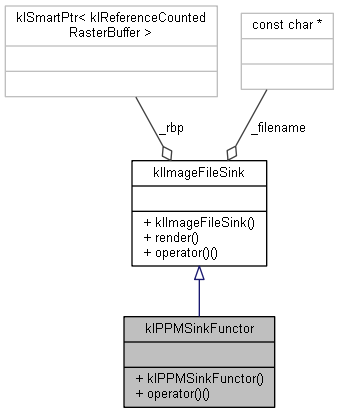 klSmartPtr< klReferenceCounted
RasterBuffer >
const char *
_rbp
_filename
klImageFileSink
+ klImageFileSink()
+ render()
+ operator()()
klPPMSinkFunctor
+ klPPMSinkFunctor()
+ operator()()